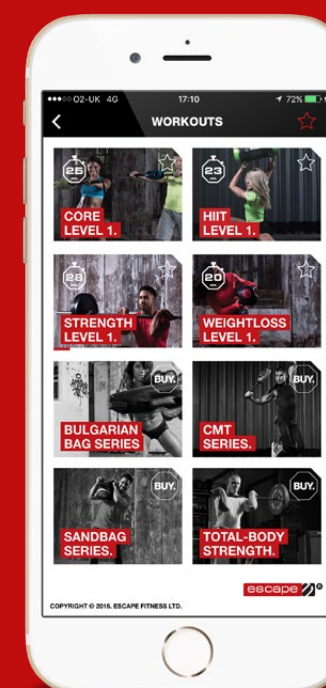 O2-UK 4G 17:10 72%
WORKOUTS
25
CORE
LEVEL 1.
23
HIIT
LEVEL 1.
28
STRENGTH
LEVEL 1.
20
WEIGHTLOSS
LEVEL 1.
BUY.
BULGARIAN
BAG SERIES
BUY.
CMT
SERIES.
BUY.
SANDBAG
SERIES.
BUY.
TOTAL-BODY
STRENGTH.
escape
COPYRIGHT © 2016. ESCAPE FITNESS LTD.